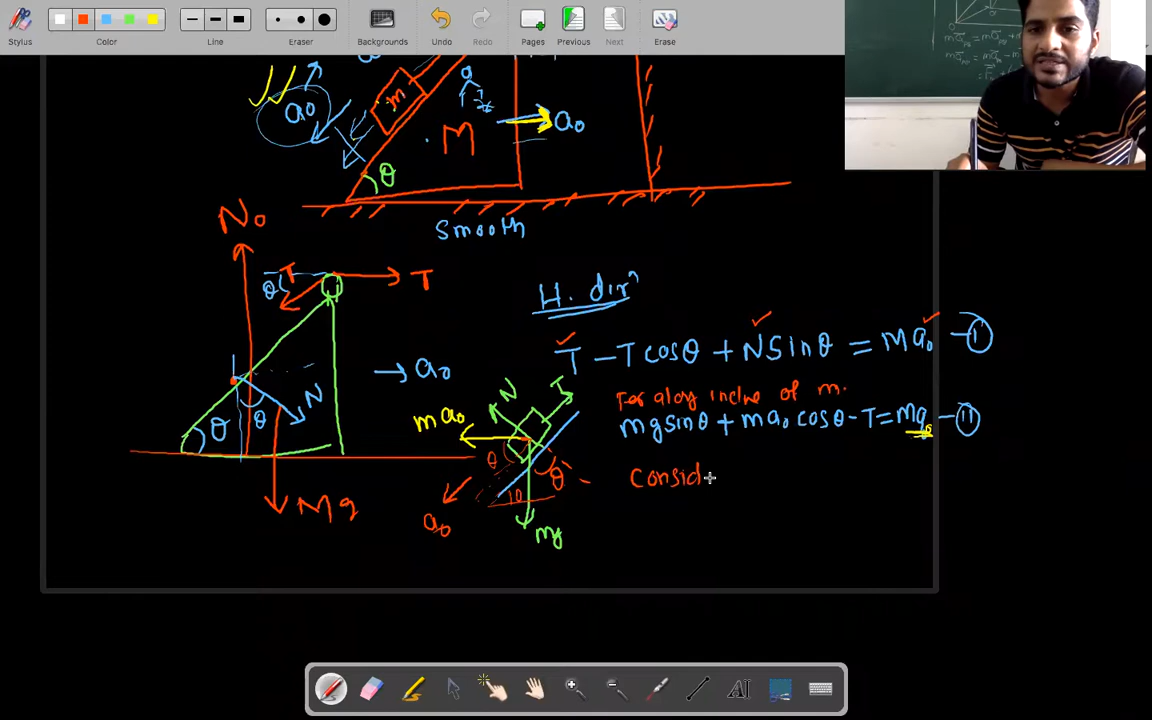 Stylus
Color
Line
Eraser
Backgrounds
Undo
Redo
Pages
Previous
Next
Erase
a0
m
M
a0
θ
Smooth
N0
T
T
θ
H. dirⁿ
T - T cosθ + N sinθ = Ma0 - I
a0
N
θ
θ
Mg
For along incline of m.
mg sinθ + ma0 cosθ - T = ma0 - II
ma0
N
T
θ
θ
a0
mg
Consid